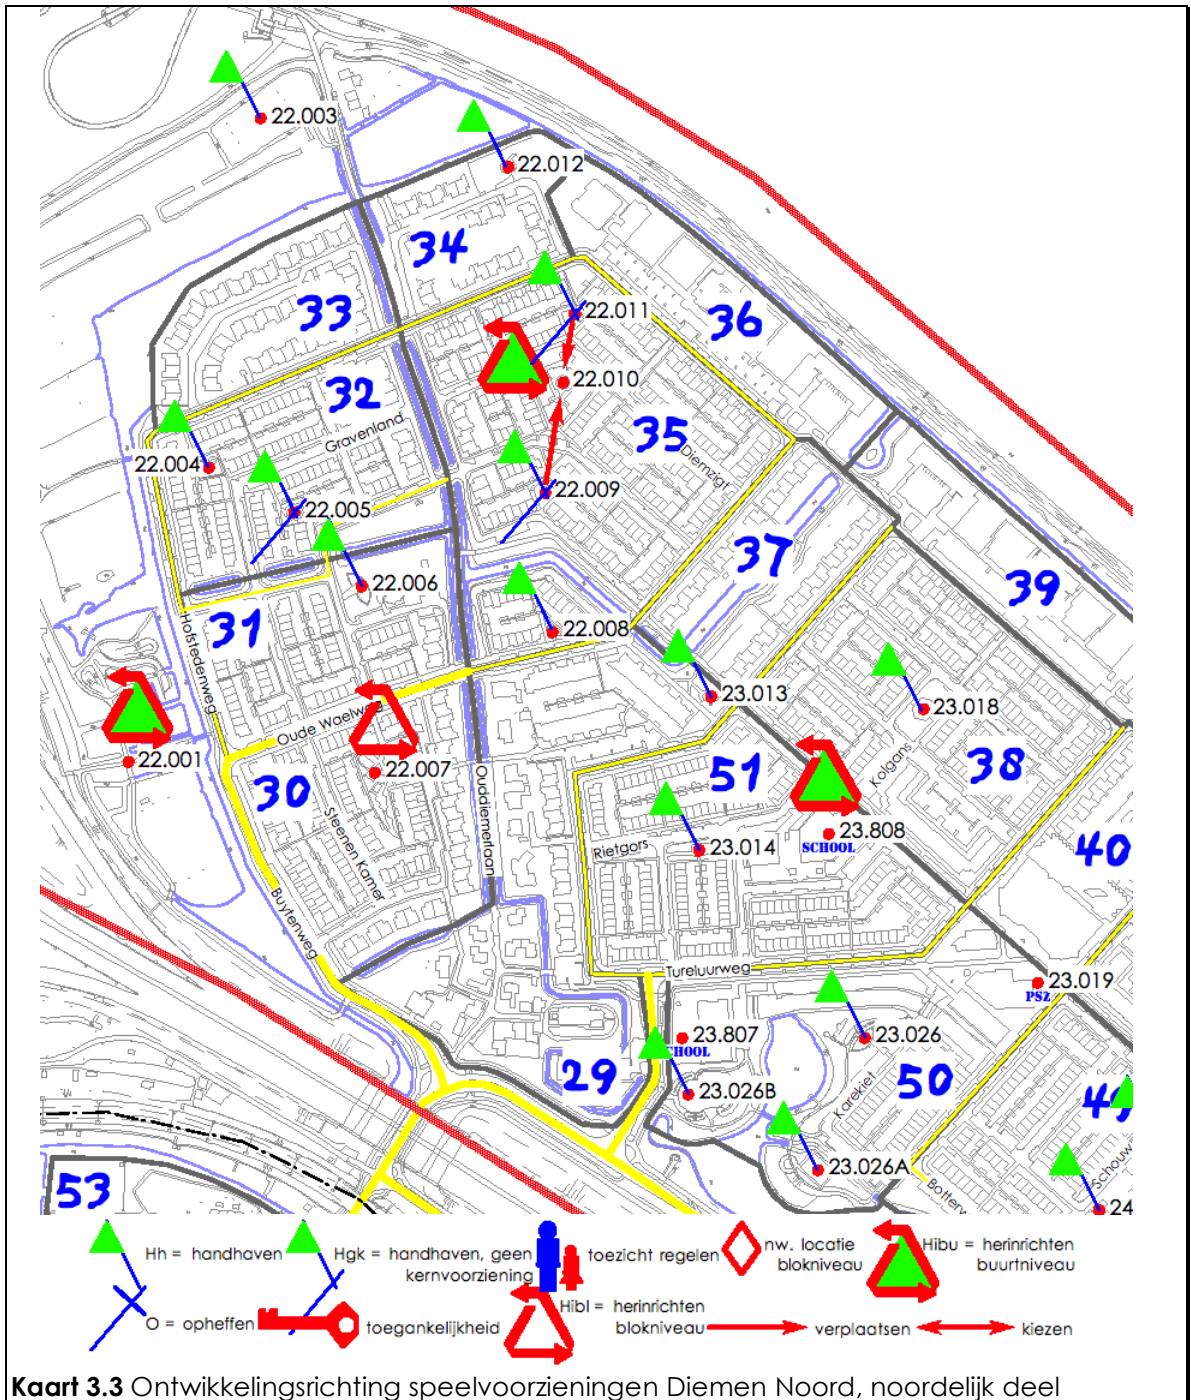 22.003
22.012
34
33
22.011
36
22.010
32
Gravenland
35
Diemzigt
22.004
22.009
22.005
37
39
22.006
31
22.008
Hofstedenweg
23.013
23.018
Oude Waelweg
22.001
22.007
Ouddiemerlaan
51
Kolgans
38
30
Steenen Kamer
23.808
SCHOOL
Rietgors
23.014
40
Buytenweg
Tureluurweg
23.019
PSZ
23.026
23.807
CHOOL
29
23.026B
50
Karekiet
49
23.026A
Schouw
Botterw
24
53
Hh = handhaven
Hgk = handhaven, geen
kernvoorziening
toezicht regelen
nw. locatie
blokniveau
Hibu = herinrichten
buurtniveau
O = opheffen
toegankelijkheid
Hibl = herinrichten
blokniveau
verplaatsen
kiezen
Kaart 3.3 Ontwikkelingsrichting speelvoorzieningen Diemen Noord, noordelijk deel